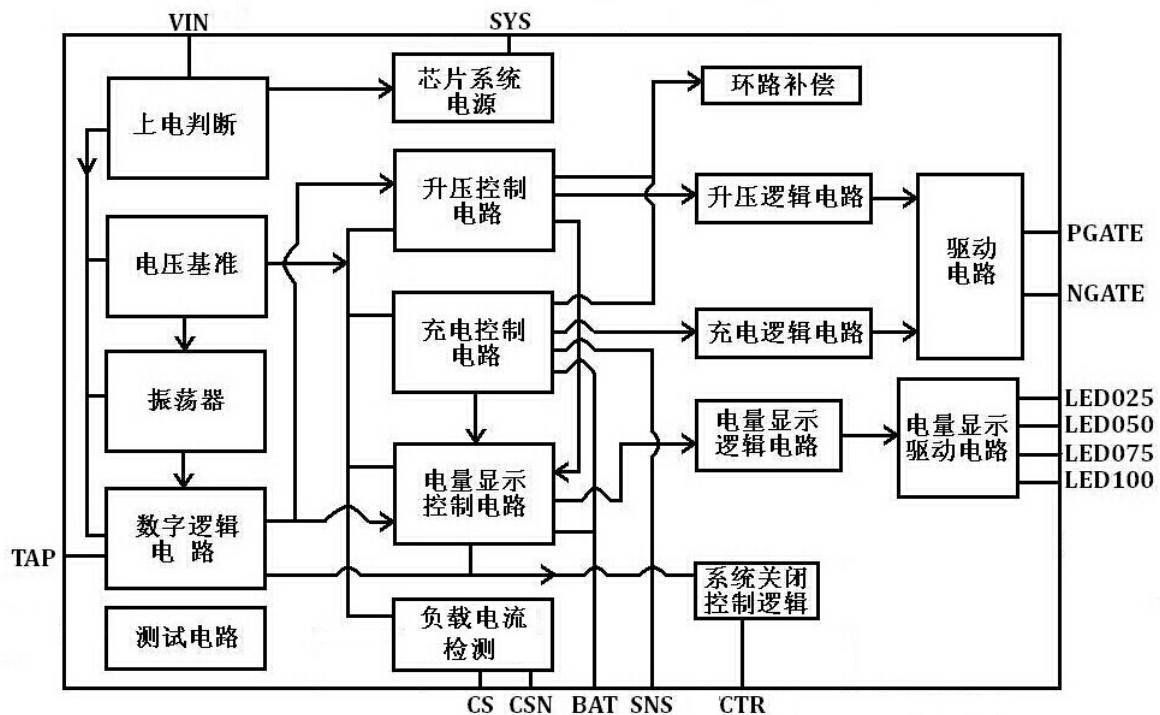 VIN
SYS
芯片系统
电源
环路补偿
上电判断
升压控制
电路
升压逻辑电路
驱动
电路
PGATE
NGATE
电压基准
充电控制
电路
充电逻辑电路
振荡器
电量显示
逻辑电路
电量显示
驱动电路
LED025
LED050
LED075
LED100
电量显示
控制电路
数字逻辑
电 路
TAP
系统关闭
控制逻辑
测试电路
负载电流
检测
CS
CSN
BAT
SNS
CTR